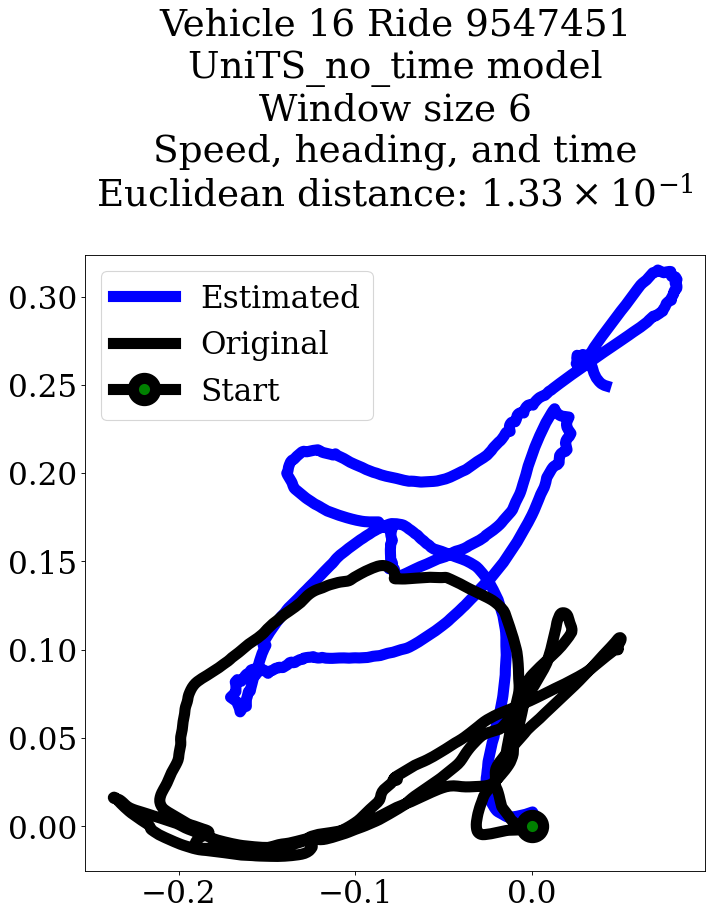 Vehicle 16 Ride 9547451
UniTS_no_time model
Window size 6
Speed, heading, and time
Euclidean distance: 1.33 × 10⁻¹
Estimated
Original
Start
0.30
0.25
0.20
0.15
0.10
0.05
0.00
−0.2
−0.1
0.0